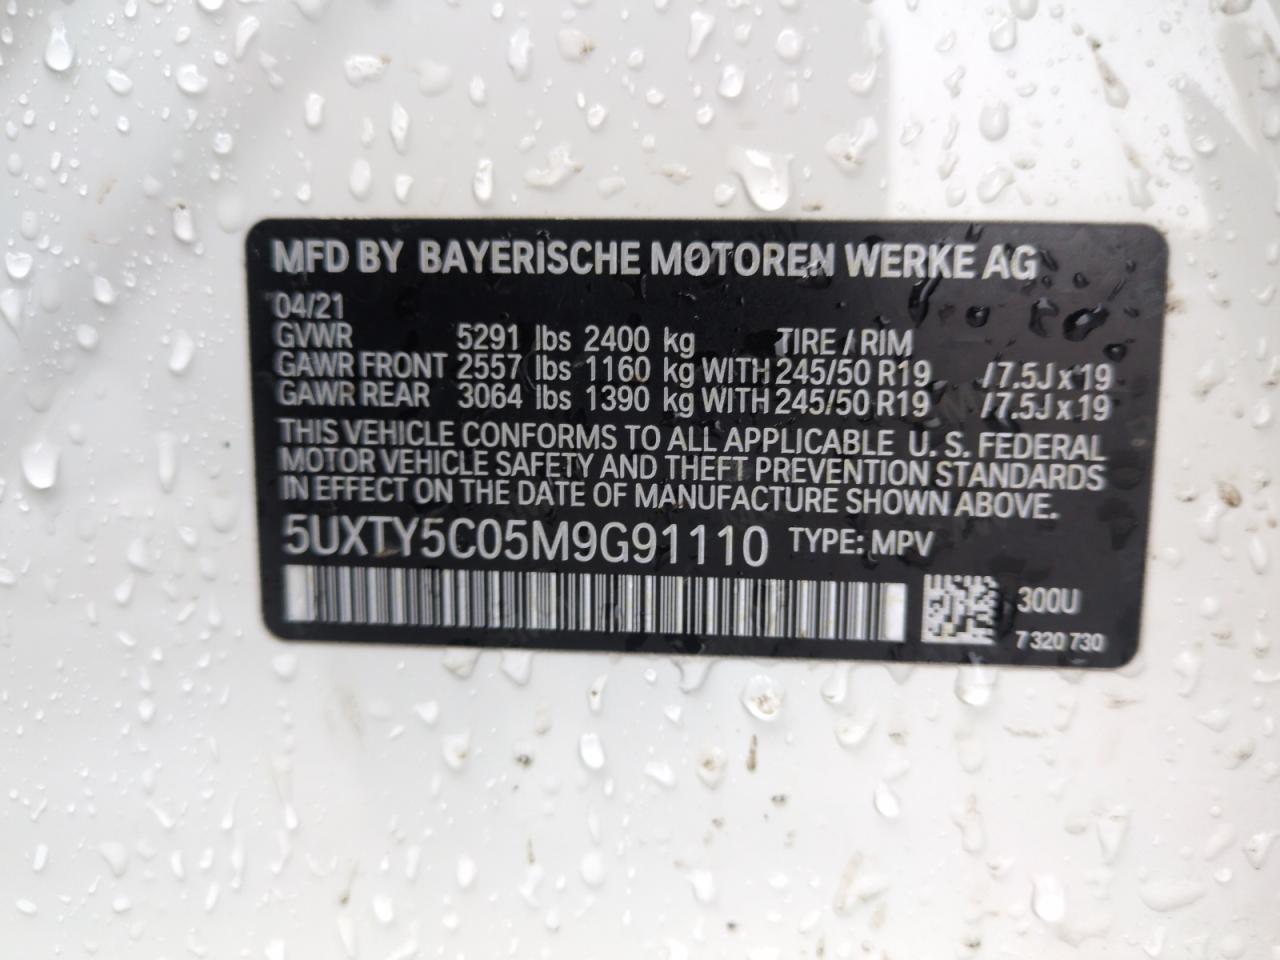 MFD BY BAYERISCHE MOTOREN WERKE AG
04/21
GVWR 5291 lbs 2400 kg TIRE / RIM
GAWR FRONT 2557 lbs 1160 kg WITH 245/50 R19 / 7.5J x 19
GAWR REAR 3064 lbs 1390 kg WITH 245/50 R19 / 7.5J x 19
THIS VEHICLE CONFORMS TO ALL APPLICABLE U. S. FEDERAL
MOTOR VEHICLE SAFETY AND THEFT PREVENTION STANDARDS
IN EFFECT ON THE DATE OF MANUFACTURE SHOWN ABOVE.
5UXTY5C05M9G91110 TYPE: MPV
300U
7 320 730